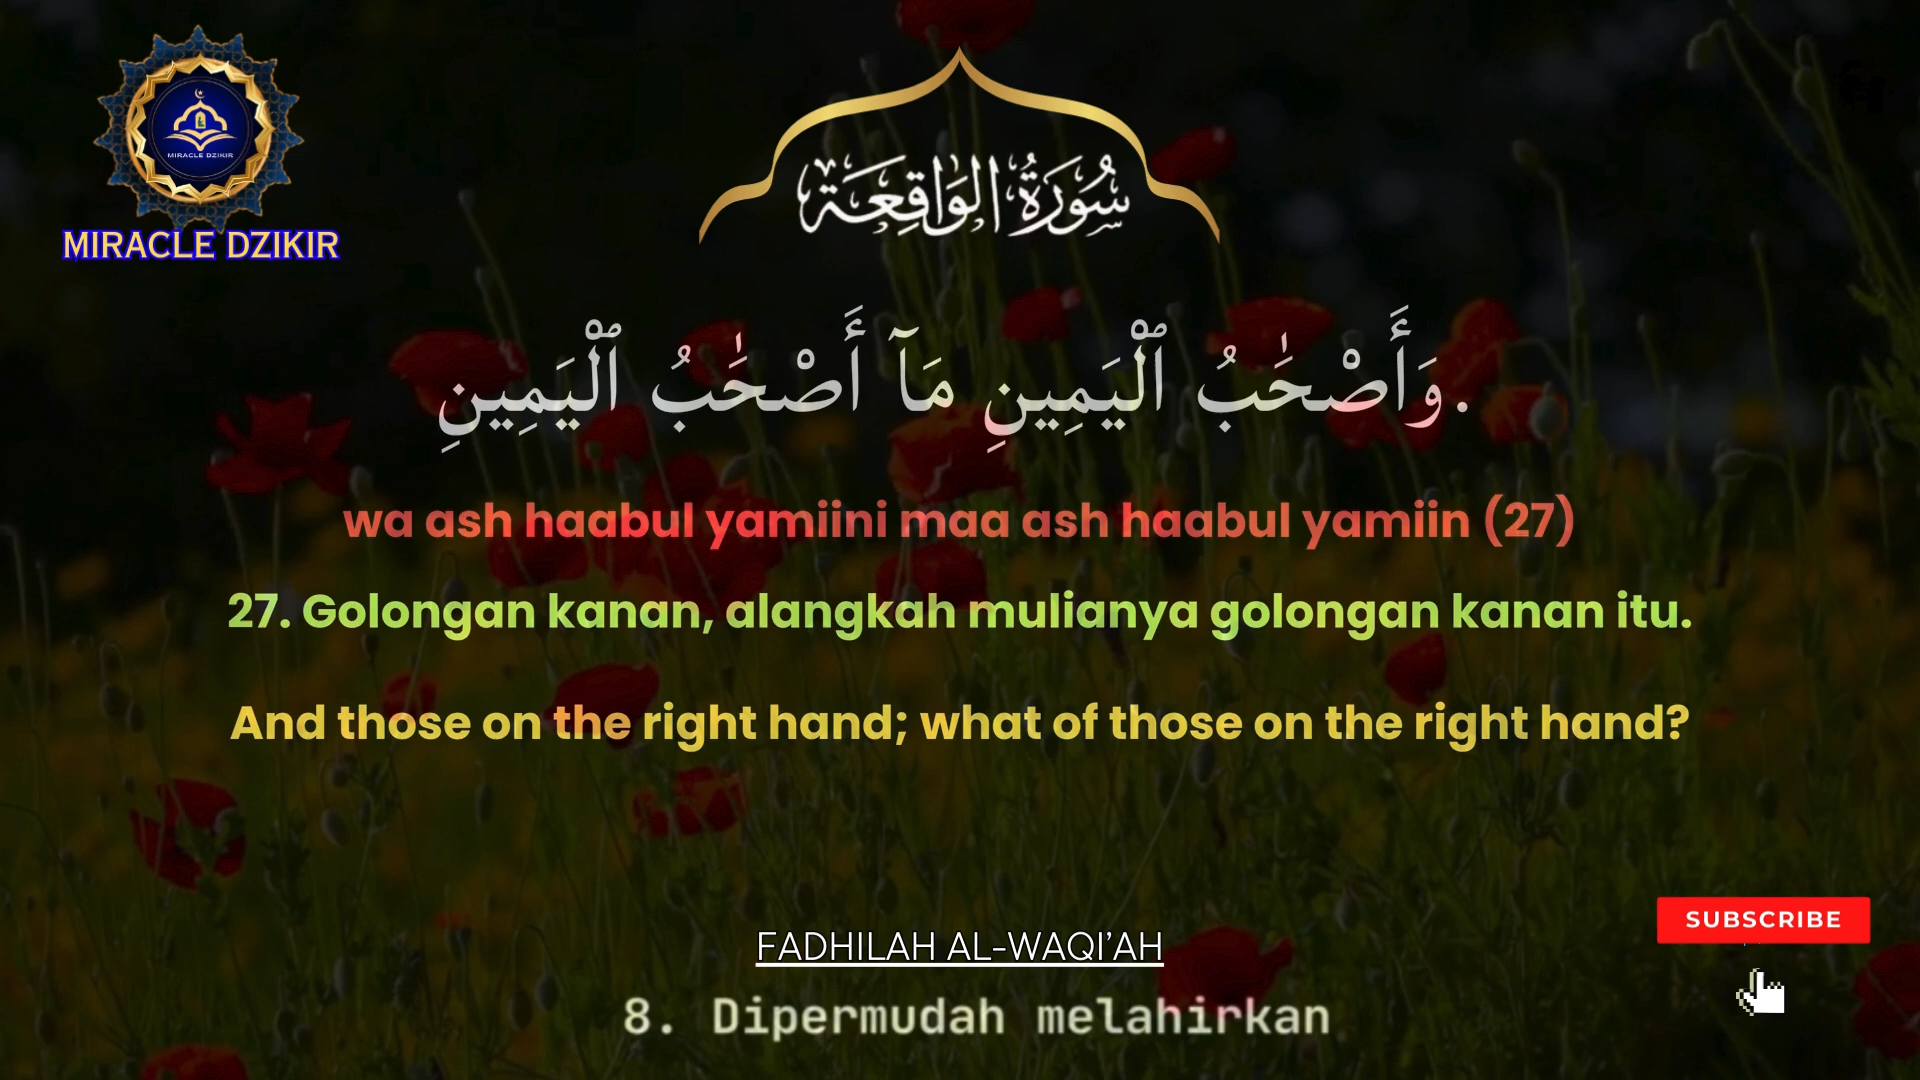 MIRACLE DZIKIR
MIRACLE DZIKIR
سُورَةُ الوَاقِعَة
وَأَصْحَٰبُ ٱلْيَمِينِ مَآ أَصْحَٰبُ ٱلْيَمِينِ.
wa ash haabul yamiini maa ash haabul yamiin (27)
27. Golongan kanan, alangkah mulianya golongan kanan itu.
And those on the right hand; what of those on the right hand?
FADHILAH AL-WAQI'AH
8. Dipermudah melahirkan
SUBSCRIBE